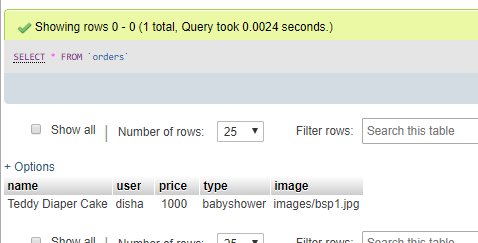 Showing rows 0 - 0 (1 total, Query took 0.0024 seconds.)
SELECT * FROM `orders`
Show all | Number of rows: 25 Filter rows: Search this table
+ Options
name user price type image
Teddy Diaper Cake disha 1000 babyshower images/bsp1.jpg
Show all | Number of rows: 25 Filter rows: Search this table